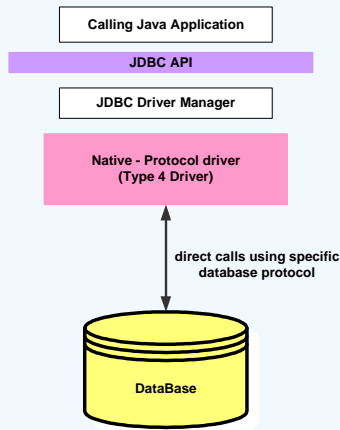 Calling Java Application
JDBC API
JDBC Driver Manager
Native - Protocol driver
(Type 4 Driver)
direct calls using specific
database protocol
DataBase